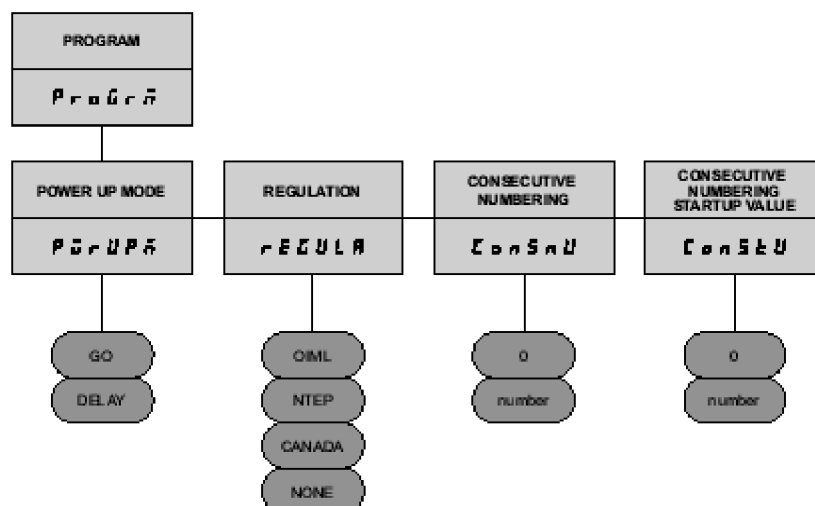 PROGRAM
ProGrM
POWER UP MODE
REGULATION
CONSECUTIVE
NUMBERING
CONSECUTIVE
NUMBERING
STARTUP VALUE
PWrUPM
rEGULA
ConSnU
ConStU
GO
OIML
0
0
DELAY
NTEP
number
number
CANADA
NONE